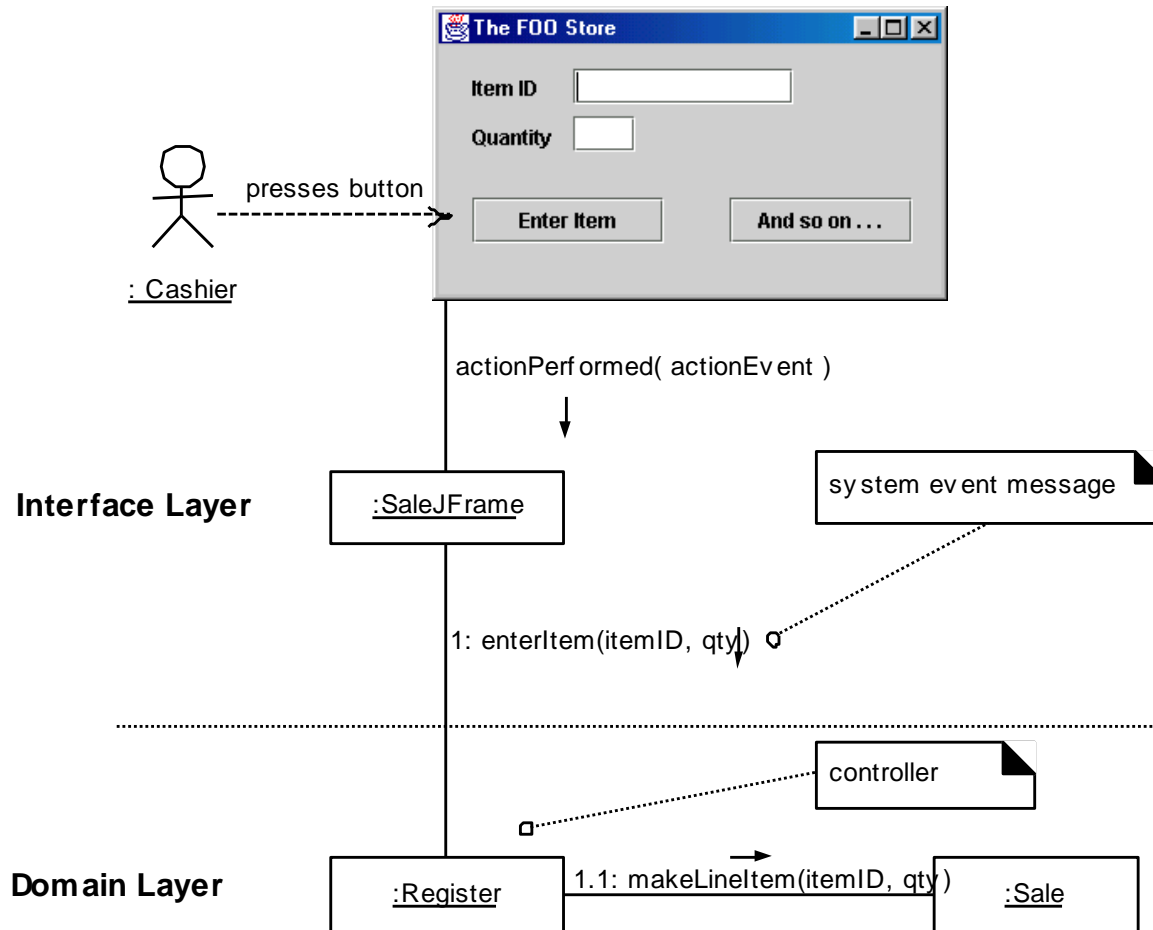 The FOO Store
Item ID
Quantity
presses button
Enter Item
And so on . . .
: Cashier
actionPerformed( actionEvent )
Interface Layer
:SaleJFrame
system event message
1: enterItem(itemID, qty)
controller
Domain Layer
:Register
1.1: makeLineItem(itemID, qty)
:Sale